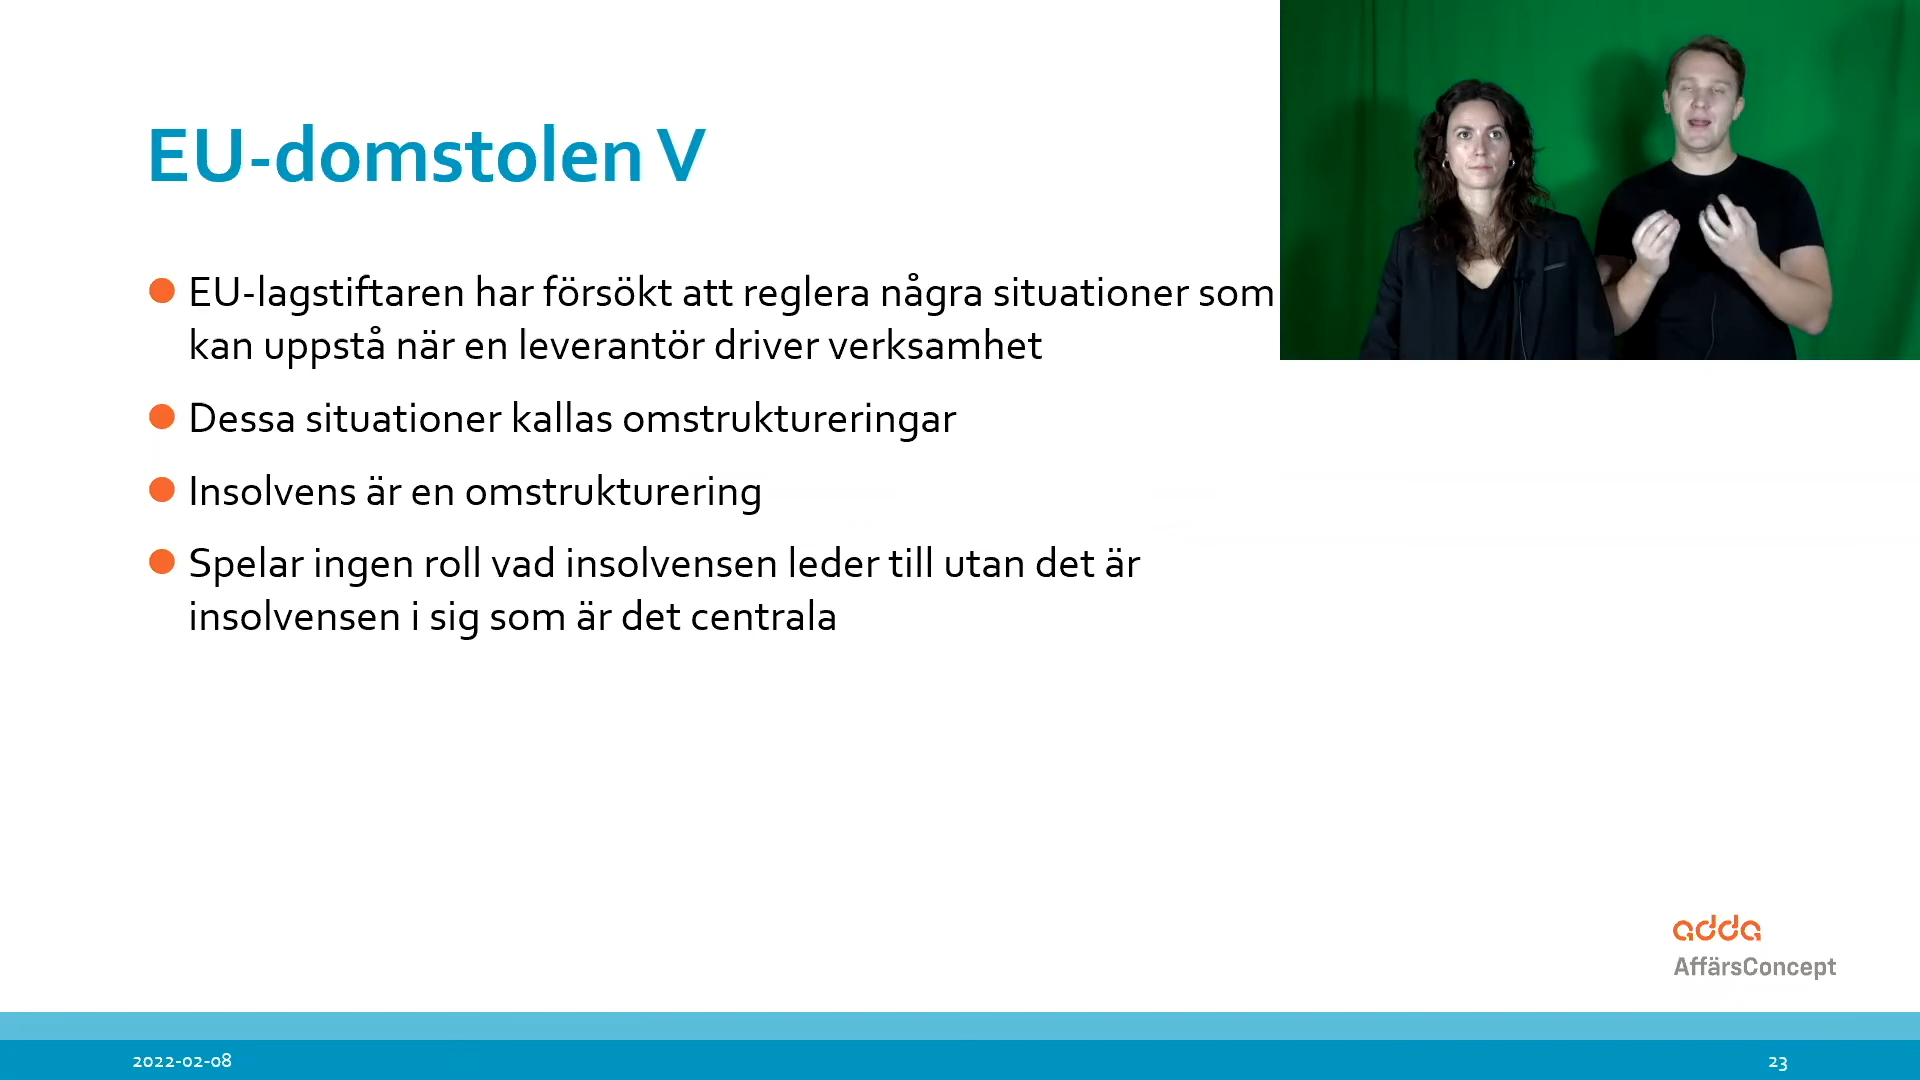 EU-domstolen V
EU-lagstiftaren har försökt att reglera några situationer som
kan uppstå när en leverantör driver verksamhet
Dessa situationer kallas omstruktureringar
Insolvens är en omstrukturering
Spelar ingen roll vad insolvensen leder till utan det är
insolvensen i sig som är det centrala
adda
AffärsConcept
2022-02-08
23